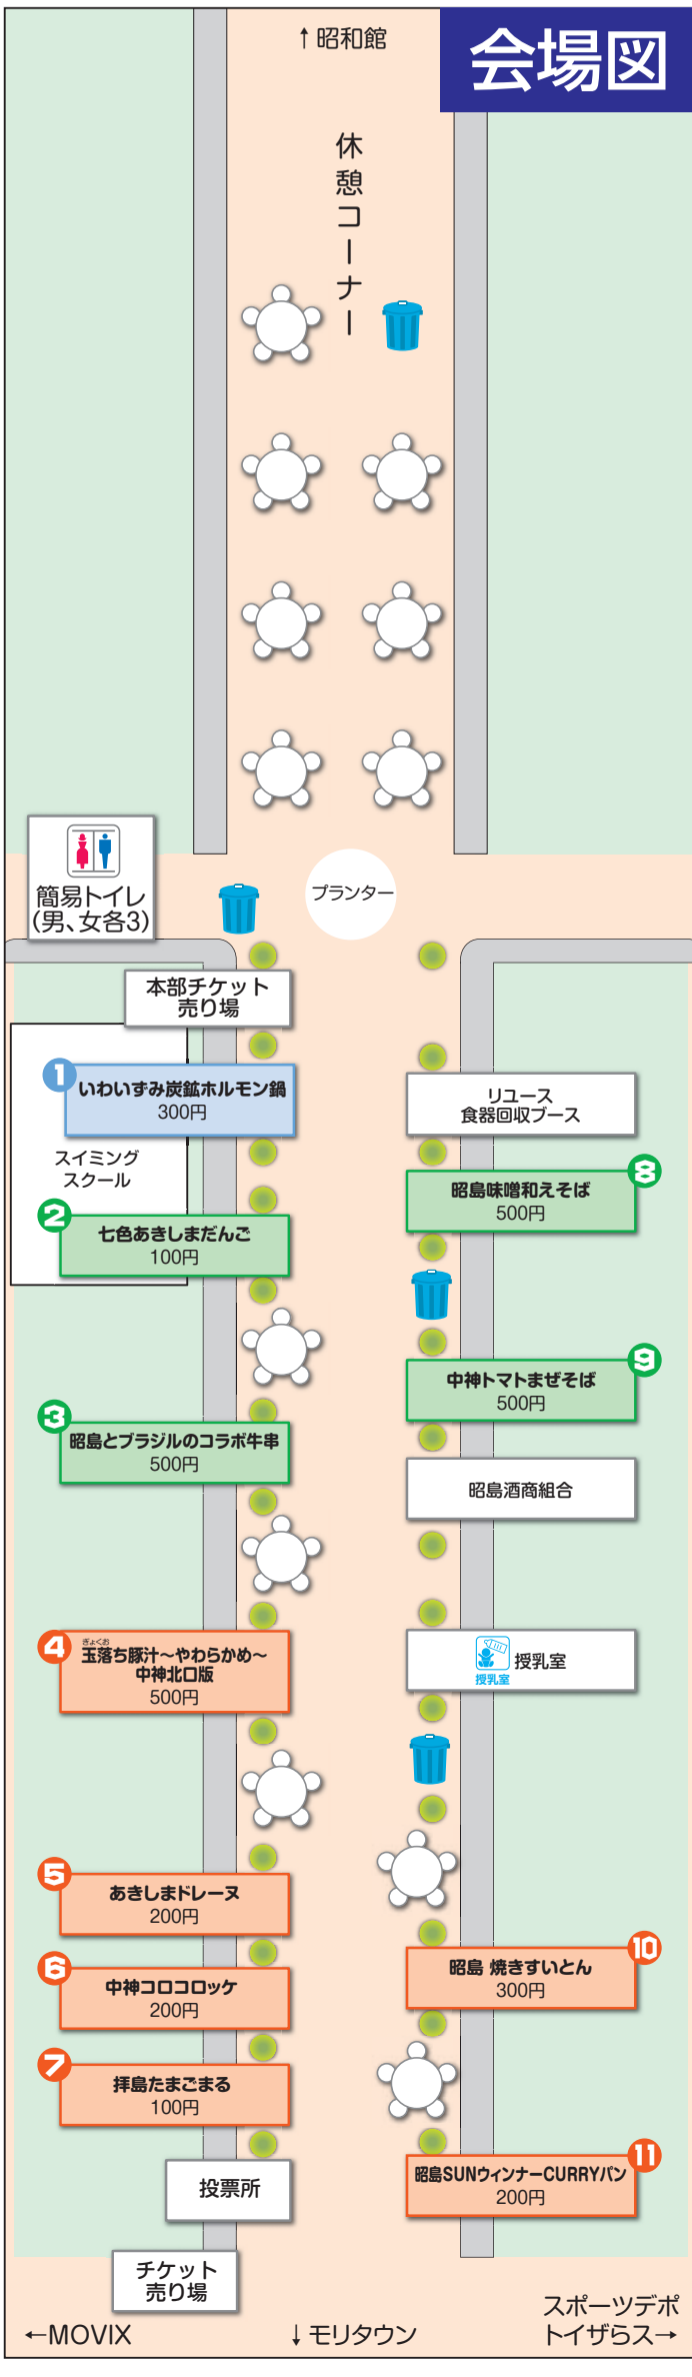 会場図
↑昭和館
休憩コーナー
簡易トイレ
(男、女各3)
プランター
本部チケット
売り場
1
いわいずみ炭鉱ホルモン鍋
300円
スイミング
スクール
2
七色あきしまだんご
100円
3
昭島とブラジルのコラボ牛串
500円
4
ぎょくお
玉落ち豚汁～やわらかめ～
中神北口版
500円
5
あきしまドレーヌ
200円
6
中神コロコロッケ
200円
7
拝島たまごまる
100円
投票所
チケット
売り場
リユース
食器回収ブース
8
昭島味噌和えそば
500円
9
中神トマトまぜそば
500円
昭島酒商組合
授乳室
授乳室
10
昭島 焼きすいとん
300円
11
昭島SUNウィンナーCURRYパン
200円
←MOVIX
↓モリタウン
スポーツデポ
トイザらス→